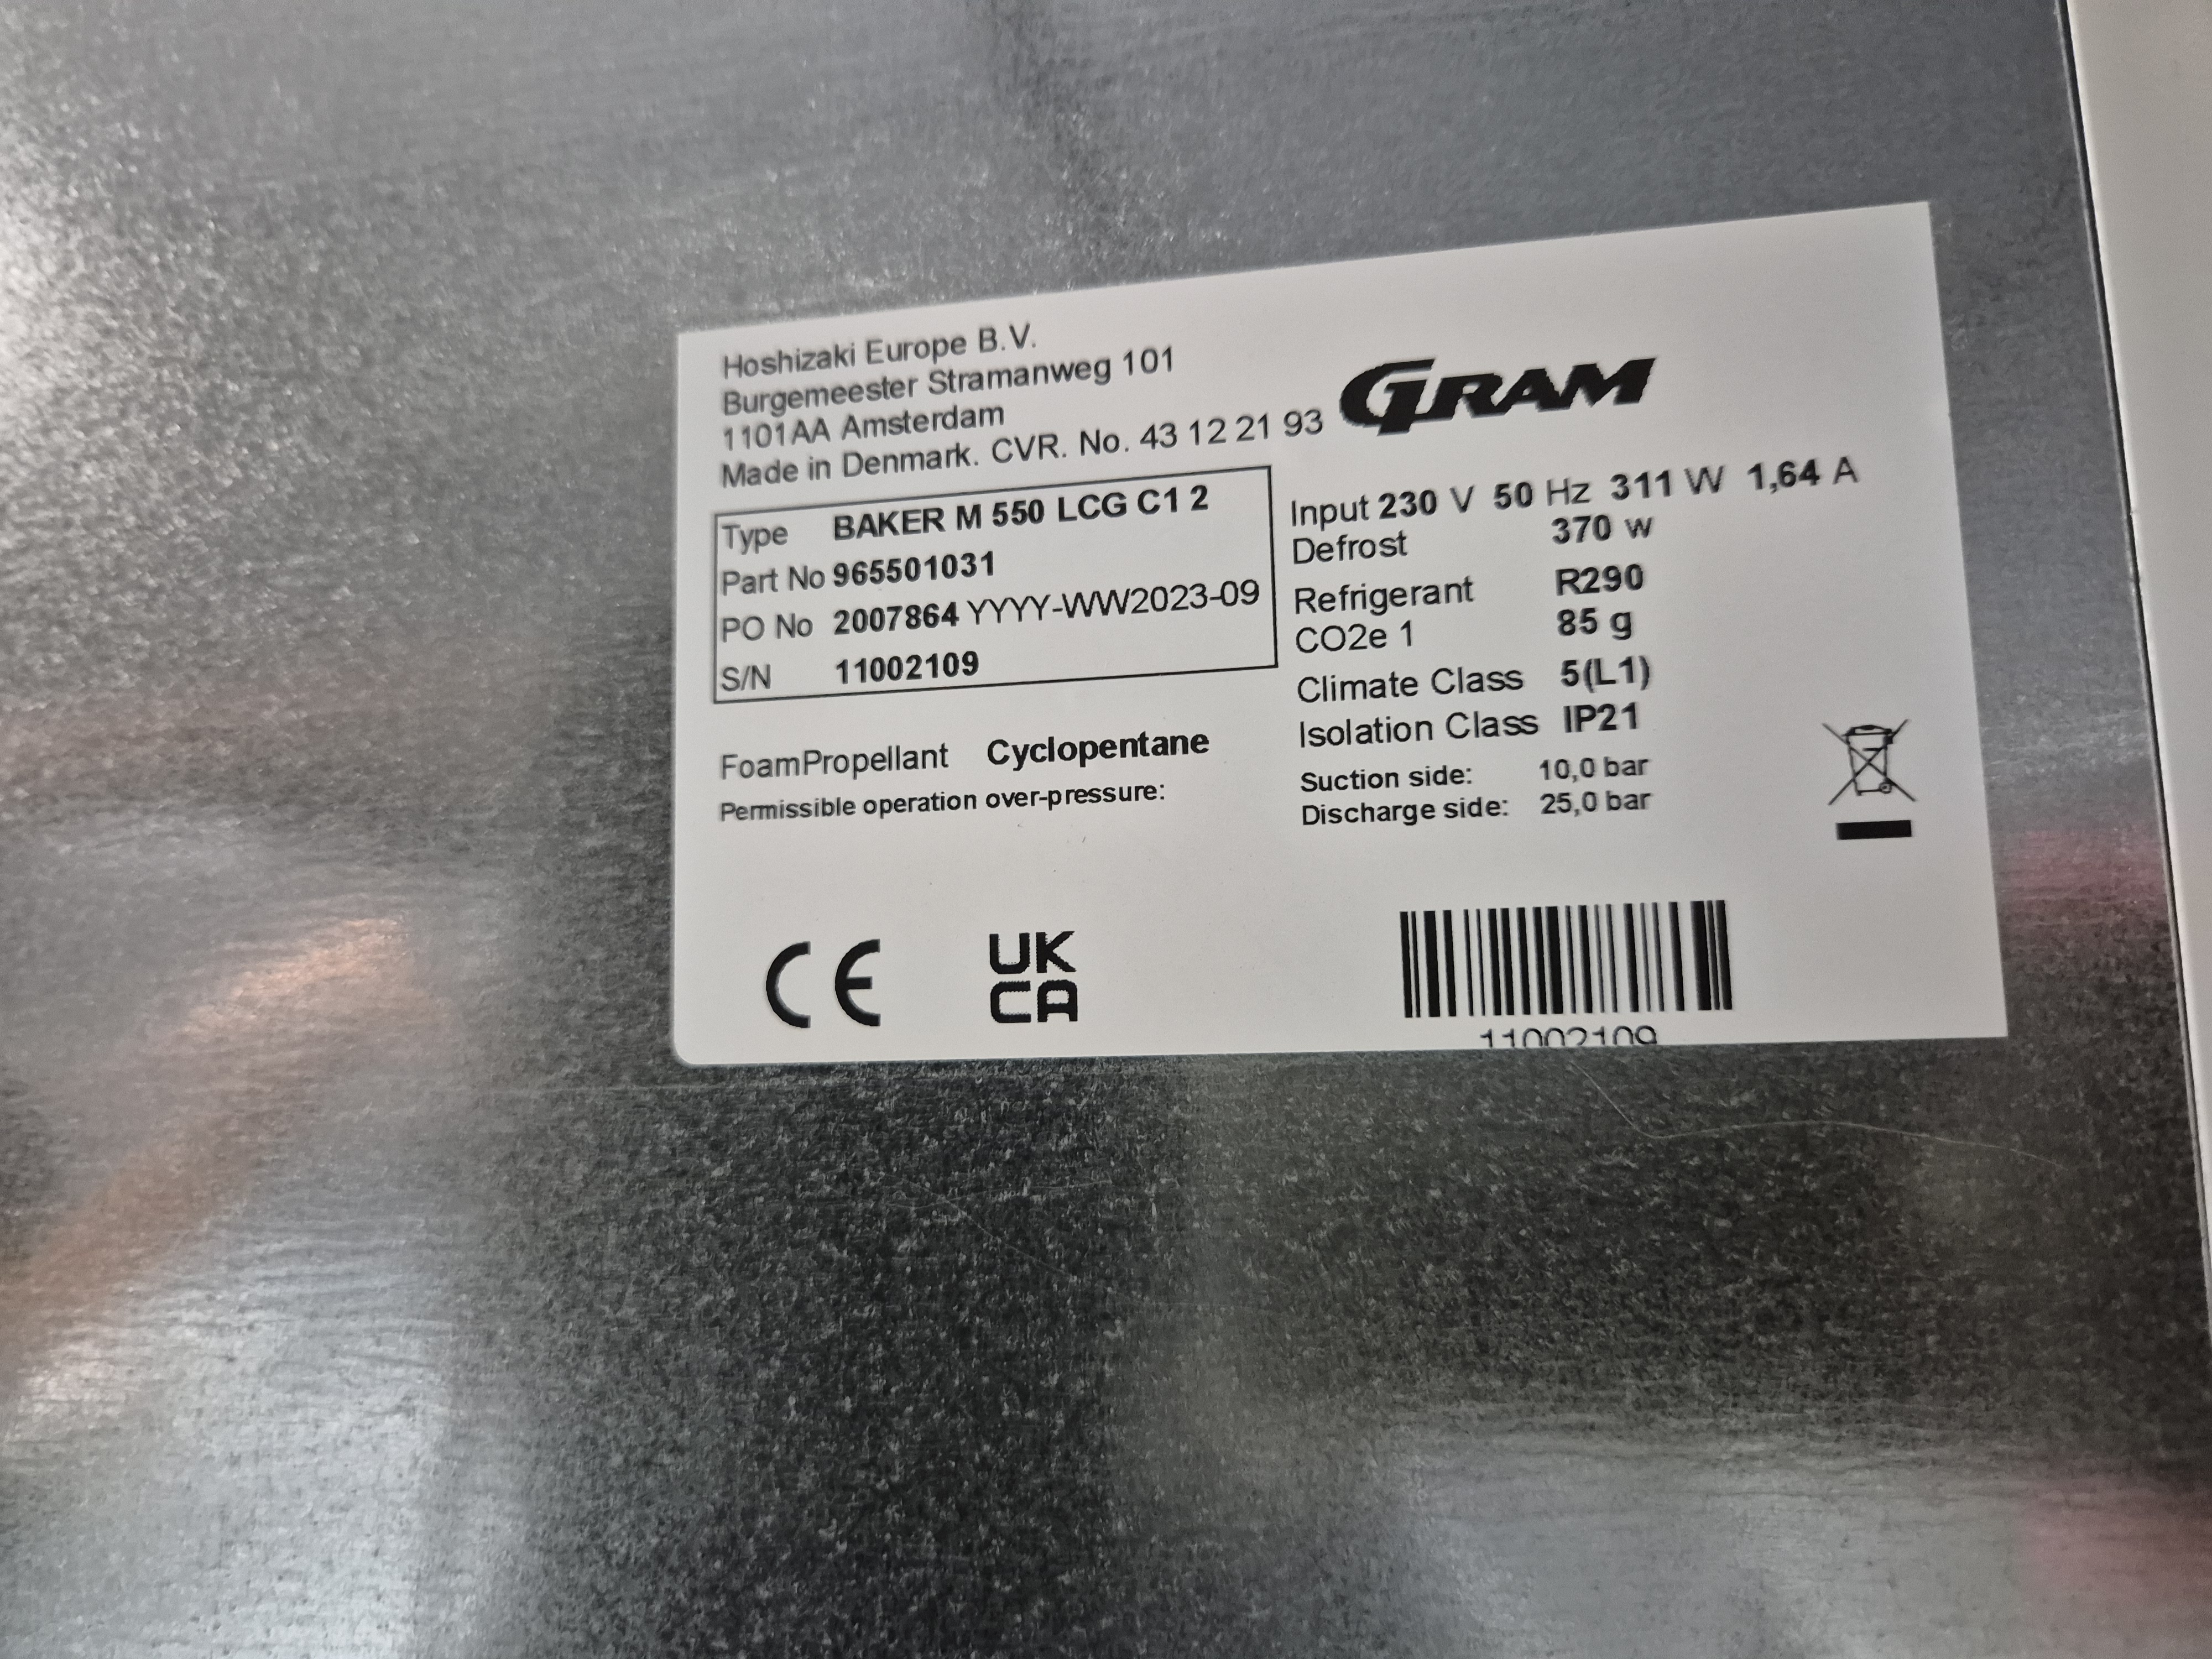 Hoshizaki Europe B.V.
Burgemeester Stramanweg 101
1101AA Amsterdam
Made in Denmark. CVR. No. 43 12 21 93
GRAM
Type BAKER M 550 LCG C1 2
Part No 965501031
PO No 2007864 YYYY-WW2023-09
S/N 11002109
Input 230 V 50 Hz 311 W 1,64 A
Defrost 370 w
Refrigerant R290
CO2e 1 85 g
Climate Class 5(L1)
Isolation Class IP21
FoamPropellant Cyclopentane
Permissible operation over-pressure:
Suction side: 10,0 bar
Discharge side: 25,0 bar
CE
UK
CA
11002109